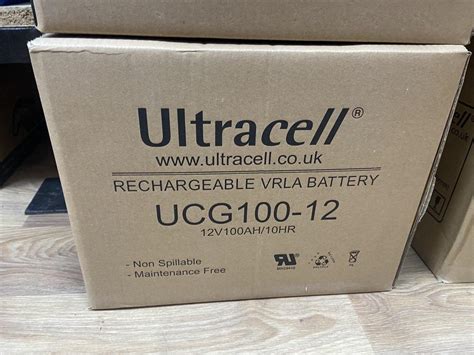 Ultracell®
www.ultracell.co.uk
RECHARGEABLE VRLA BATTERY
UCG100-12
12V100AH/10HR
- Non Spillable
- Maintenance Free